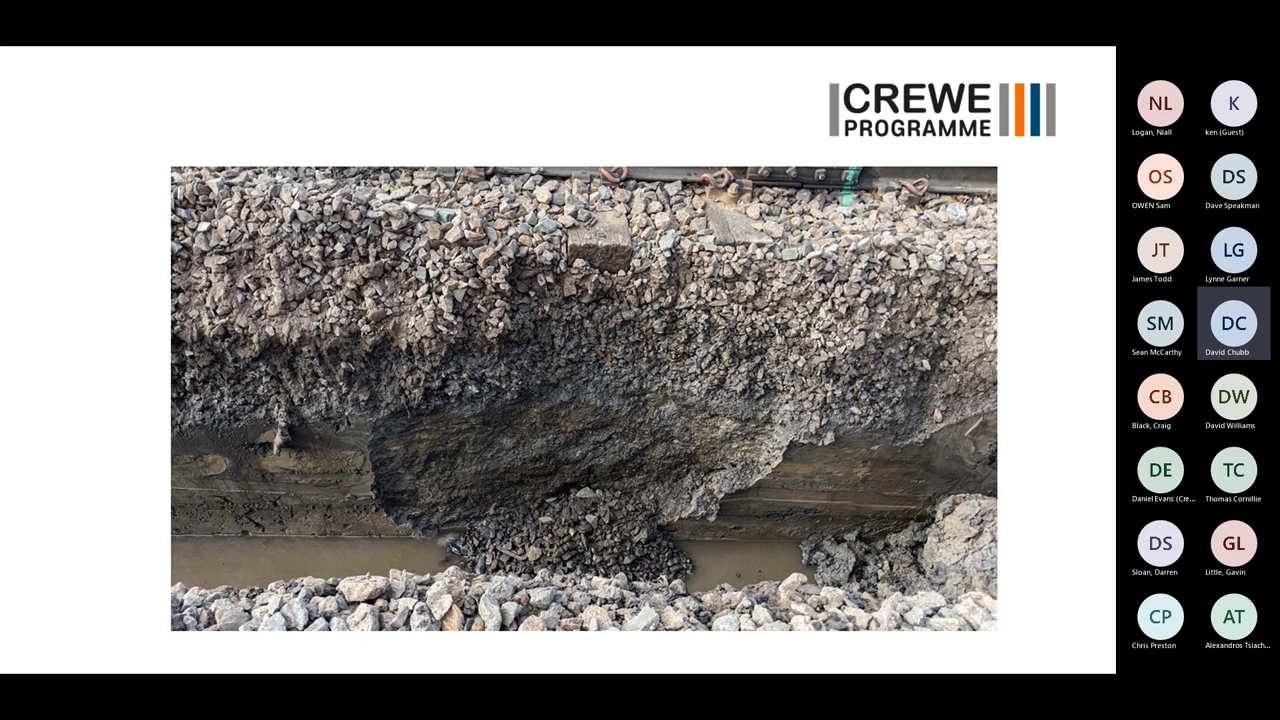 CREWE
PROGRAMME
NL
K
Logan, Niall
ken (Guest)
OS
DS
OWEN Sam
Dave Speakman
JT
LG
James Todd
Lynne Garner
SM
DC
Sean McCarthy
David Chubb
CB
DW
Black, Craig
David Williams
DE
TC
Daniel Evans (Cre...
Thomas Cornillie
DS
GL
Sloan, Darren
Little, Gavin
CP
AT
Chris Preston
Alexandros Tsiach...